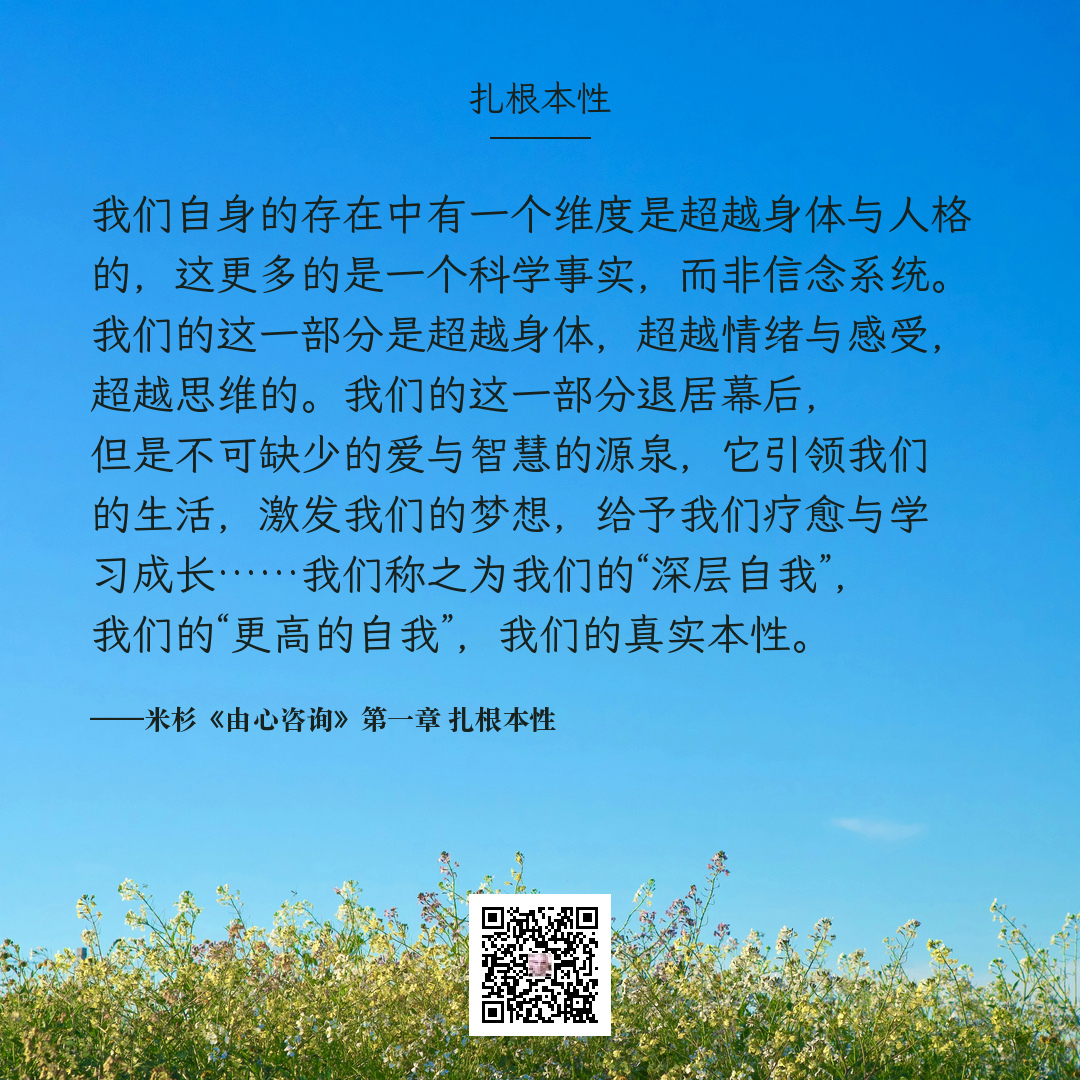 扎根本性
我们自身的存在中有一个维度是超越身体与人格
的，这更多的是一个科学事实，而非信念系统。
我们的这一部分是超越身体，超越情绪与感受，
超越思维的。我们的这一部分退居幕后，
但是不可缺少的爱与智慧的源泉，它引领我们
的生活，激发我们的梦想，给予我们疗愈与学
习成长……我们称之为我们的“深层自我”，
我们的“更高的自我”，我们的真实本性。
——米杉《由心咨询》第一章 扎根本性